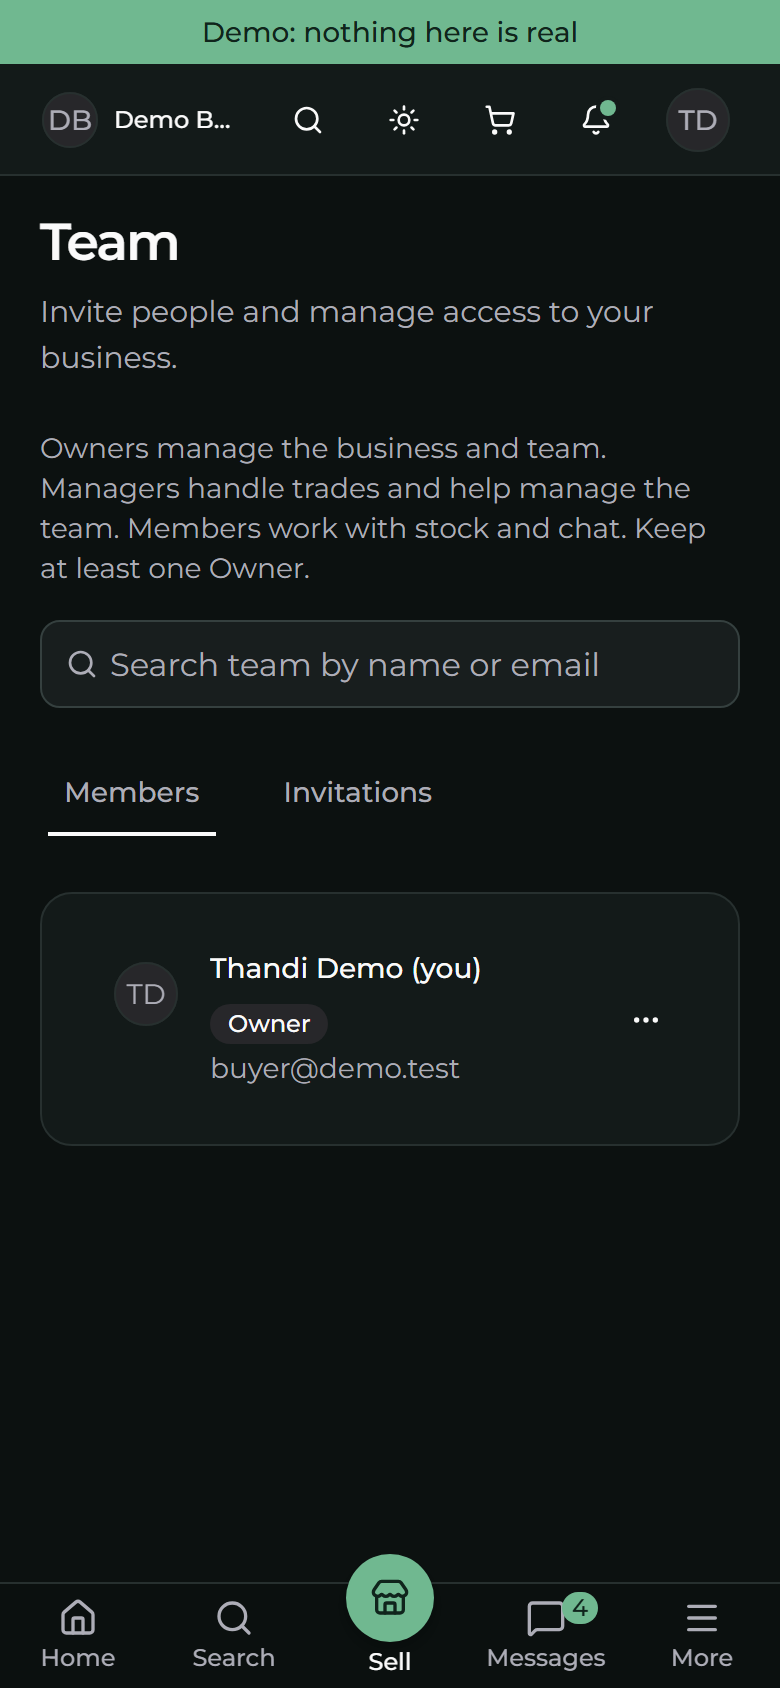 Demo: nothing here is real
DB
Demo B...
TD
Team
Invite people and manage access to your
business.
Owners manage the business and team.
Managers handle trades and help manage the
team. Members work with stock and chat. Keep
at least one Owner.
Search team by name or email
Members
Invitations
TD
Thandi Demo (you)
Owner
buyer@demo.test
Home
Search
Sell
4
Messages
More